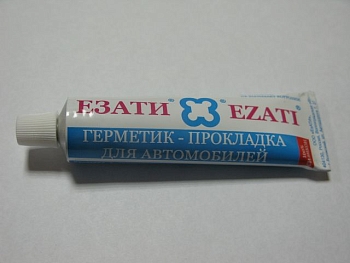 ЕЗАТИ® EZATI
ГЕРМЕТИК - ПРОКЛАДКА
ДЛЯ АВТОМОБИЛЕЙ